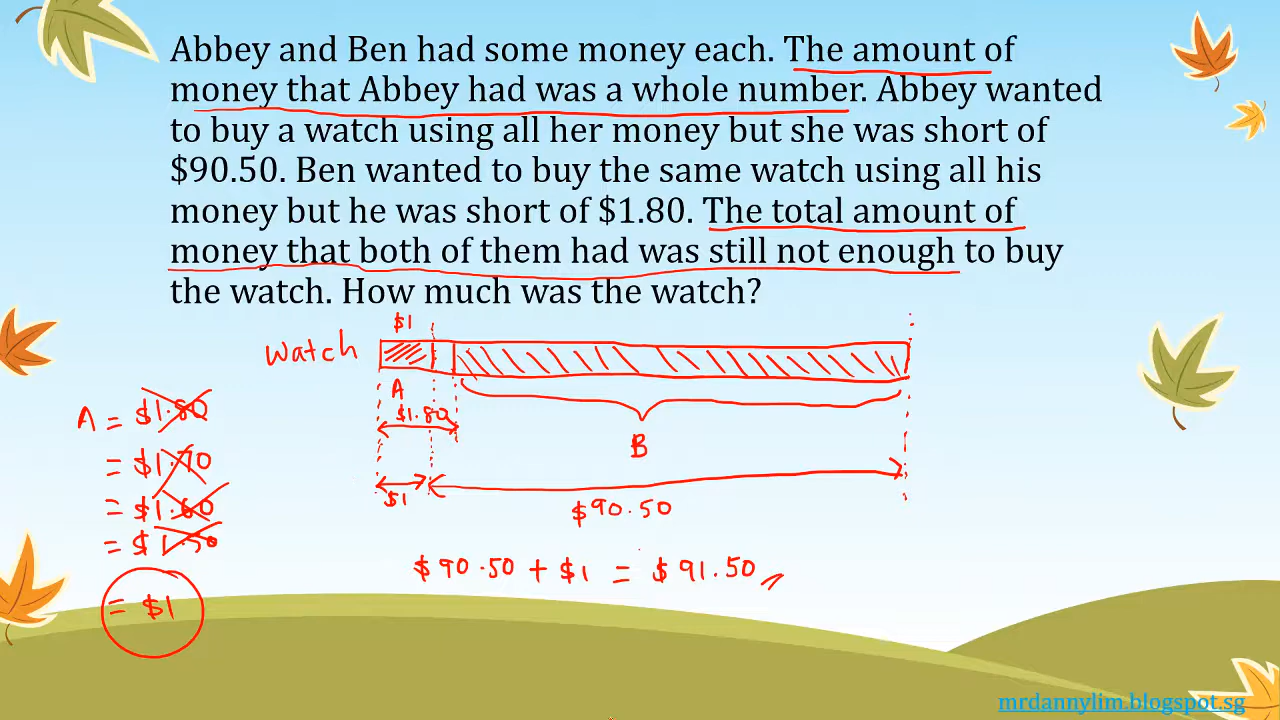 Abbey and Ben had some money each. The amount of
money that Abbey had was a whole number. Abbey wanted
to buy a watch using all her money but she was short of
$90.50. Ben wanted to buy the same watch using all his
money but he was short of $1.80. The total amount of
money that both of them had was still not enough to buy
the watch. How much was the watch?
$1
Watch
A
$1.80
B
$1
$90.50
A = $1.80
= $1.70
= $1.60
= $1.50
= $1
$90.50 + $1 = $91.50
mrdannylim.blogspot.sg